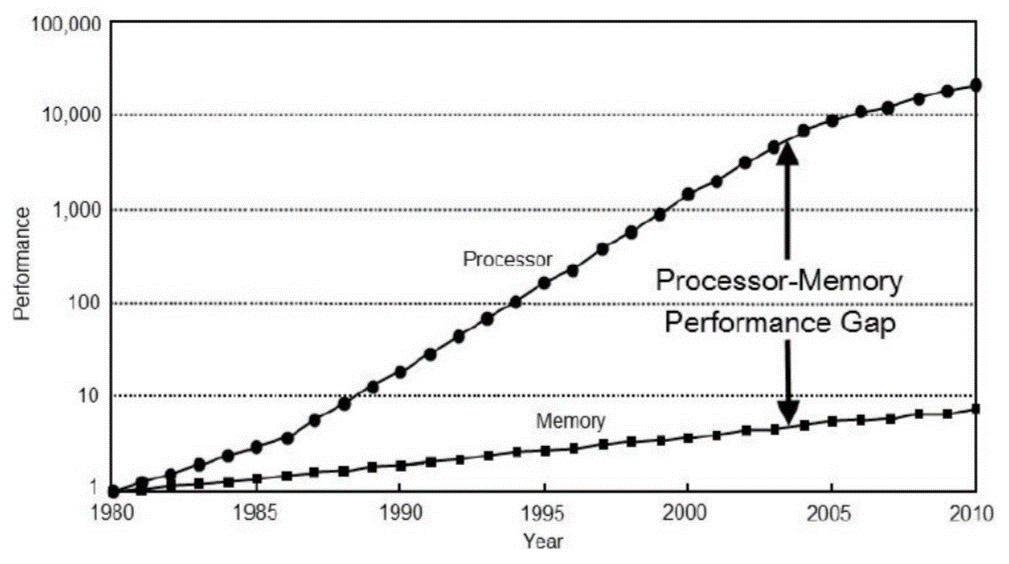 100,000
10,000
1,000
100
10
1
Performance
Processor
Processor-Memory
Performance Gap
Memory
1980 1985 1990 1995 2000 2005 2010
Year